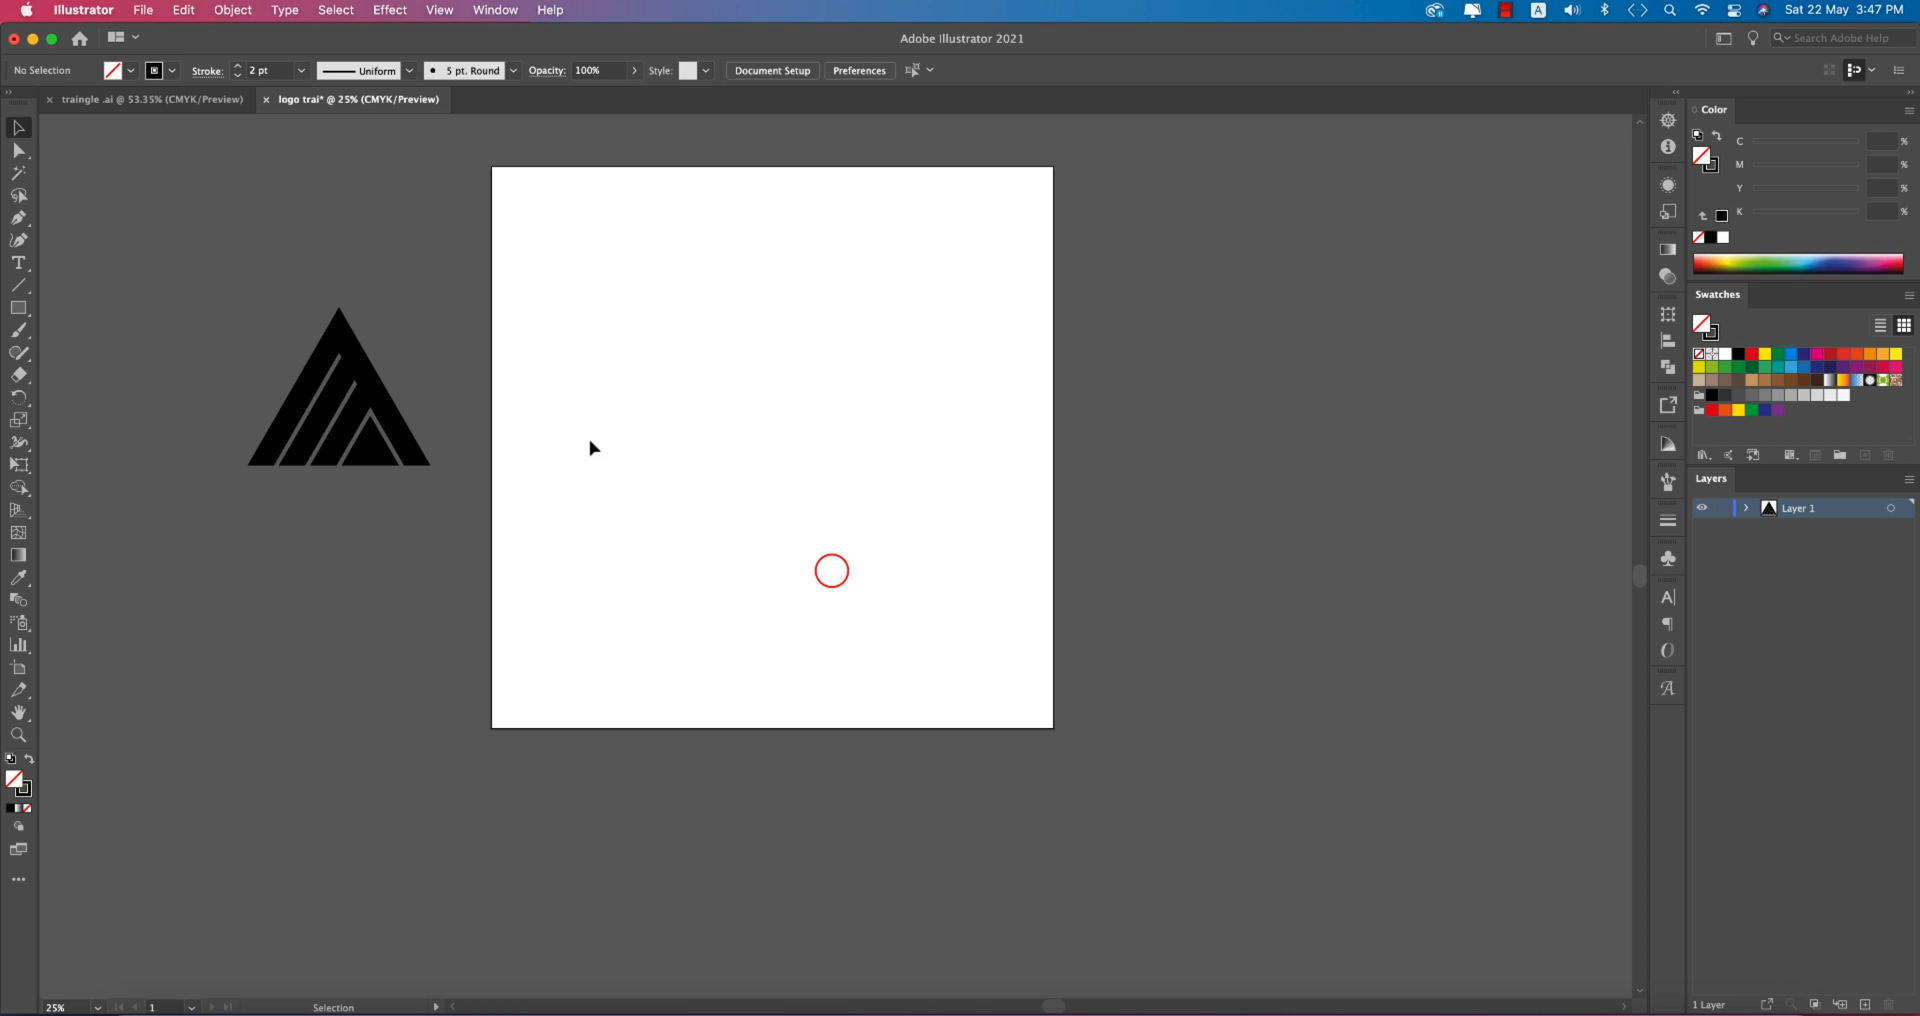 Illustrator File Edit Object Type Select Effect View Window Help
A
Sat 22 May 3:47 PM
Adobe Illustrator 2021
Search Adobe Help
No Selection
Stroke:
2 pt
Uniform
5 pt. Round
Opacity:
100%
Style:
Document Setup
Preferences
traingle .ai @ 53.35% (CMYK/Preview)
logo trai* @ 25% (CMYK/Preview)
Color
C %
M %
Y %
K %
Swatches
Layers
Layer 1
25%
1
Selection
1 Layer